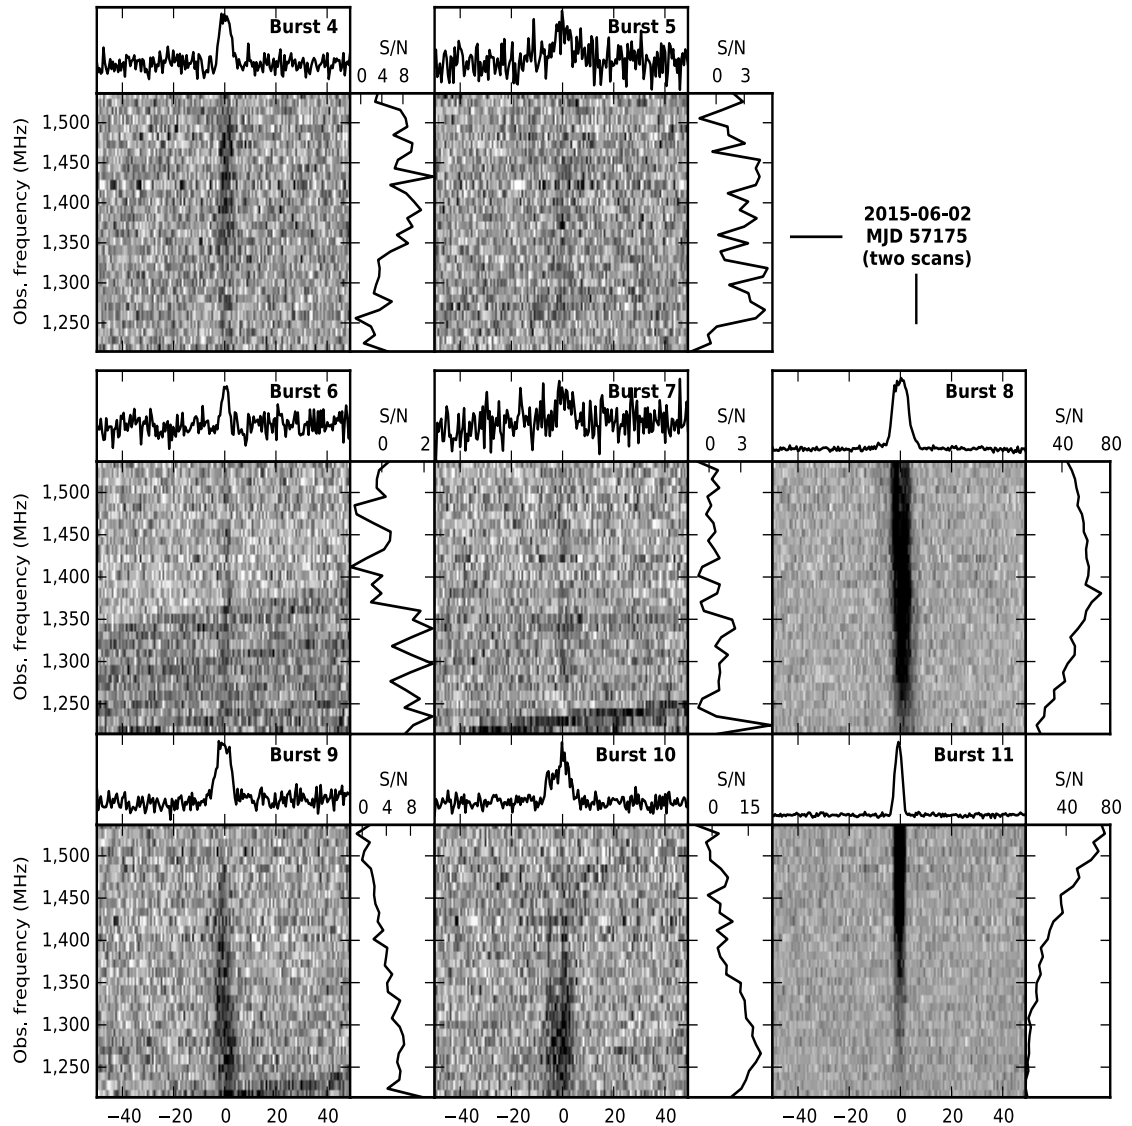 Burst 4
S/N
0 4 8
Burst 5
S/N
0 3
Obs. frequency (MHz)
1,500
1,450
1,400
1,350
1,300
1,250
2015-06-02
MJD 57175
(two scans)
Burst 6
S/N
0 2
Burst 7
S/N
0 3
Burst 8
S/N
40 80
Obs. frequency (MHz)
1,500
1,450
1,400
1,350
1,300
1,250
Burst 9
S/N
0 4 8
Burst 10
S/N
0 15
Burst 11
S/N
40 80
Obs. frequency (MHz)
1,500
1,450
1,400
1,350
1,300
1,250
−40 −20 0 20 40
−40 −20 0 20 40
−40 −20 0 20 40